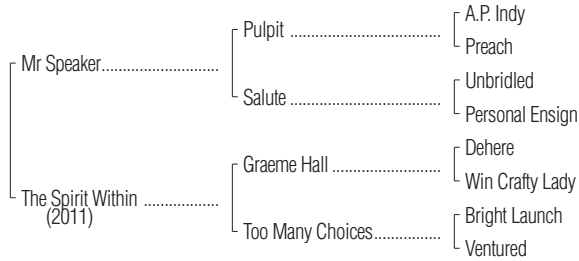 A.P. Indy
Pulpit ..............................
Preach
Mr Speaker.......................
Unbridled
Salute ..............................
Personal Ensign
Dehere
Graeme Hall .....................
Win Crafty Lady
The Spirit Within ...............
(2011)
Bright Launch
Too Many Choices.............
Ventured